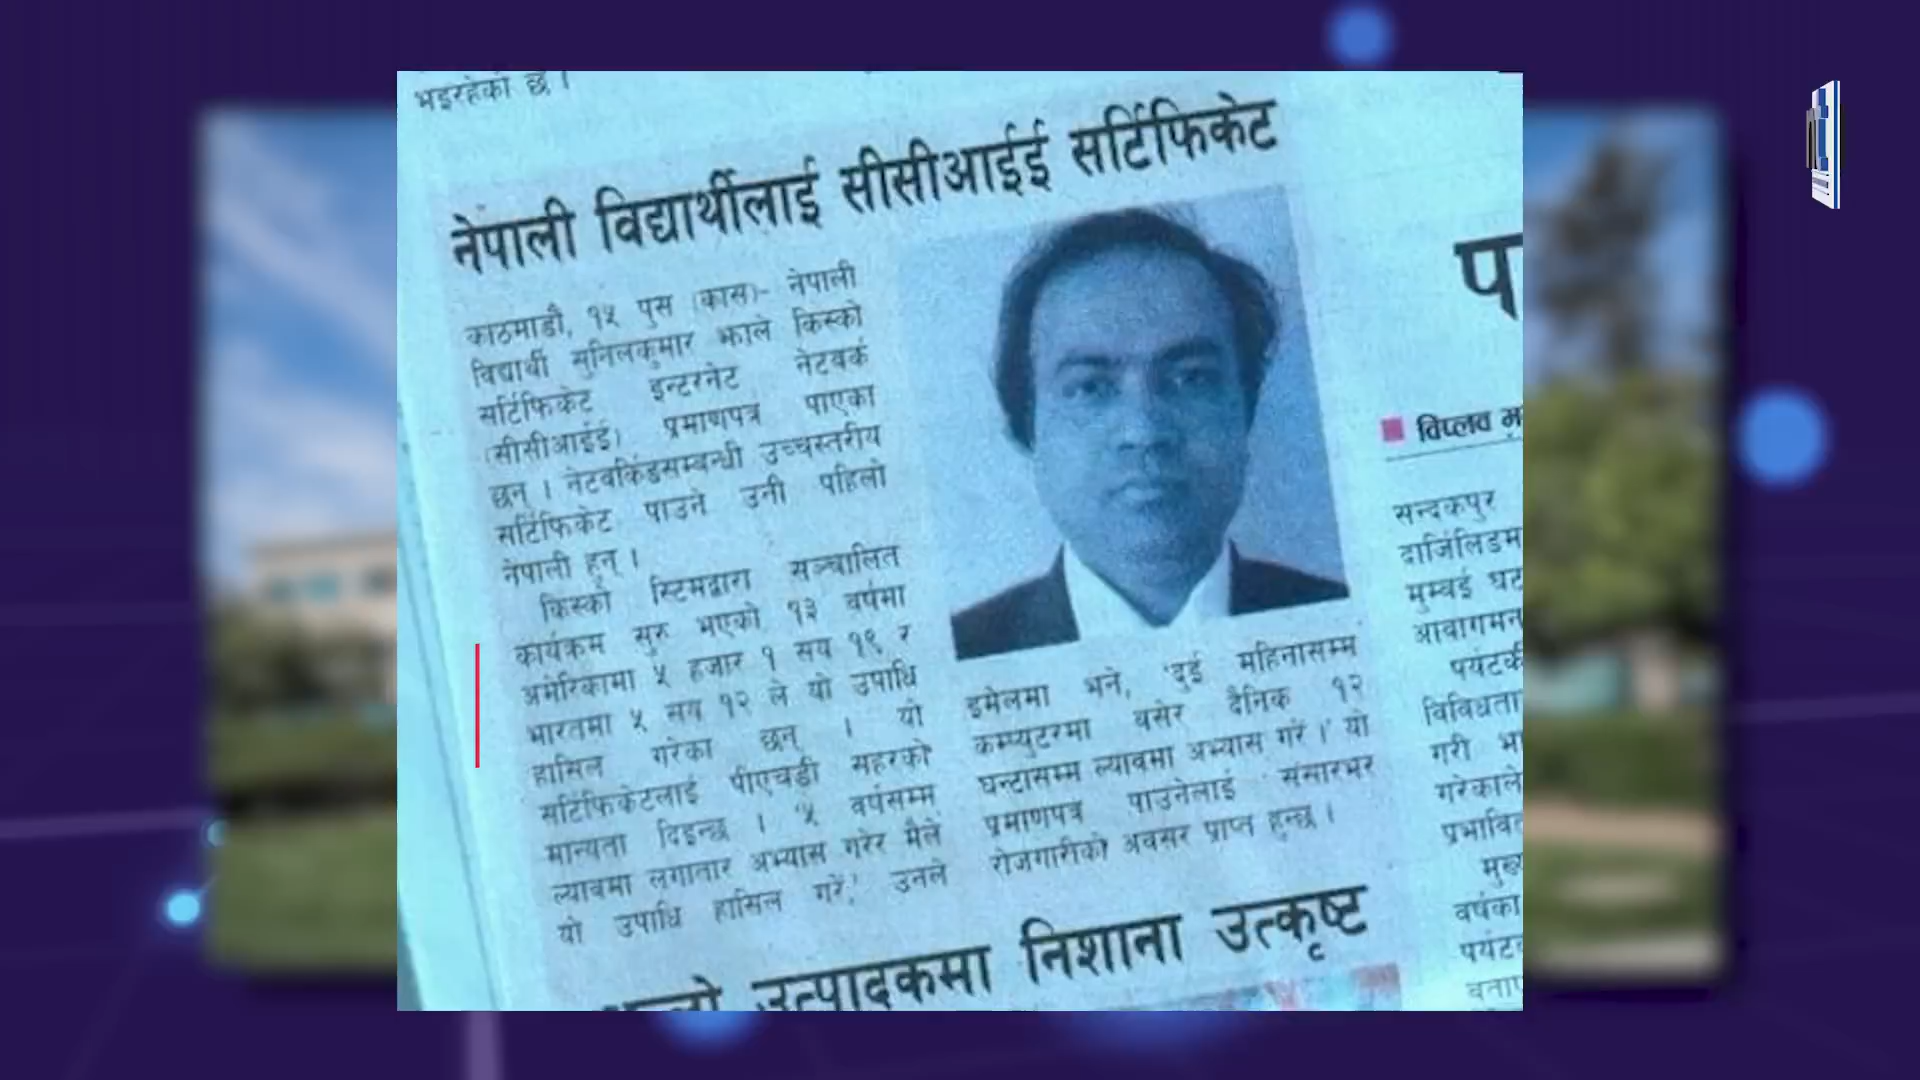 भइरहेको छ ।
नेपाली विद्यार्थीलाई सीसीआईई सर्टिफिकेट
काठमाडौं, १५ पुस (कास)- नेपाली
विद्यार्थी सुनिलकुमार झाले किस्को
सर्टिफिकेट इन्टरनेट नेटवर्क
(सीसीआईई) प्रमाणपत्र पाएका
छन् । नेटवर्किङसम्बन्धी उच्चस्तरीय
सर्टिफिकेट पाउने उनी पहिलो
नेपाली हुन् ।
किस्को स्टिमद्वारा सञ्चालित
कार्यक्रम सुरु भएको १३ वर्षमा
अमेरिकामा ५ हजार १ सय १९ र
भारतमा ५ सय १२ ले यो उपाधि
हासिल गरेका छन् । यो
सर्टिफिकेटलाई पीएचडी सहरको
मान्यता दिइन्छ । '५ वर्षसम्म
ल्यावमा लगातार अभ्यास गरेर मैले
यो उपाधि हासिल गरें,' उनले
इमेलमा भने, 'दुई महिनासम्म
कम्प्युटरमा बसेर दैनिक १२
घन्टासम्म ल्यावमा अभ्यास गरें ।' यो
प्रमाणपत्र पाउनेलाई संसारभर
रोजगारीको अवसर प्राप्त हुन्छ ।
उत्पादकमा निशाना उत्कृष्ट
प
विप्लव
सन्दकपुर
दार्जिलिङम
मुम्बई घट
आवागमन
पर्यटकी
विविधता
गरी भ
गरेकाले
प्रभावित
मुख्
वर्षका
पर्यट
बता